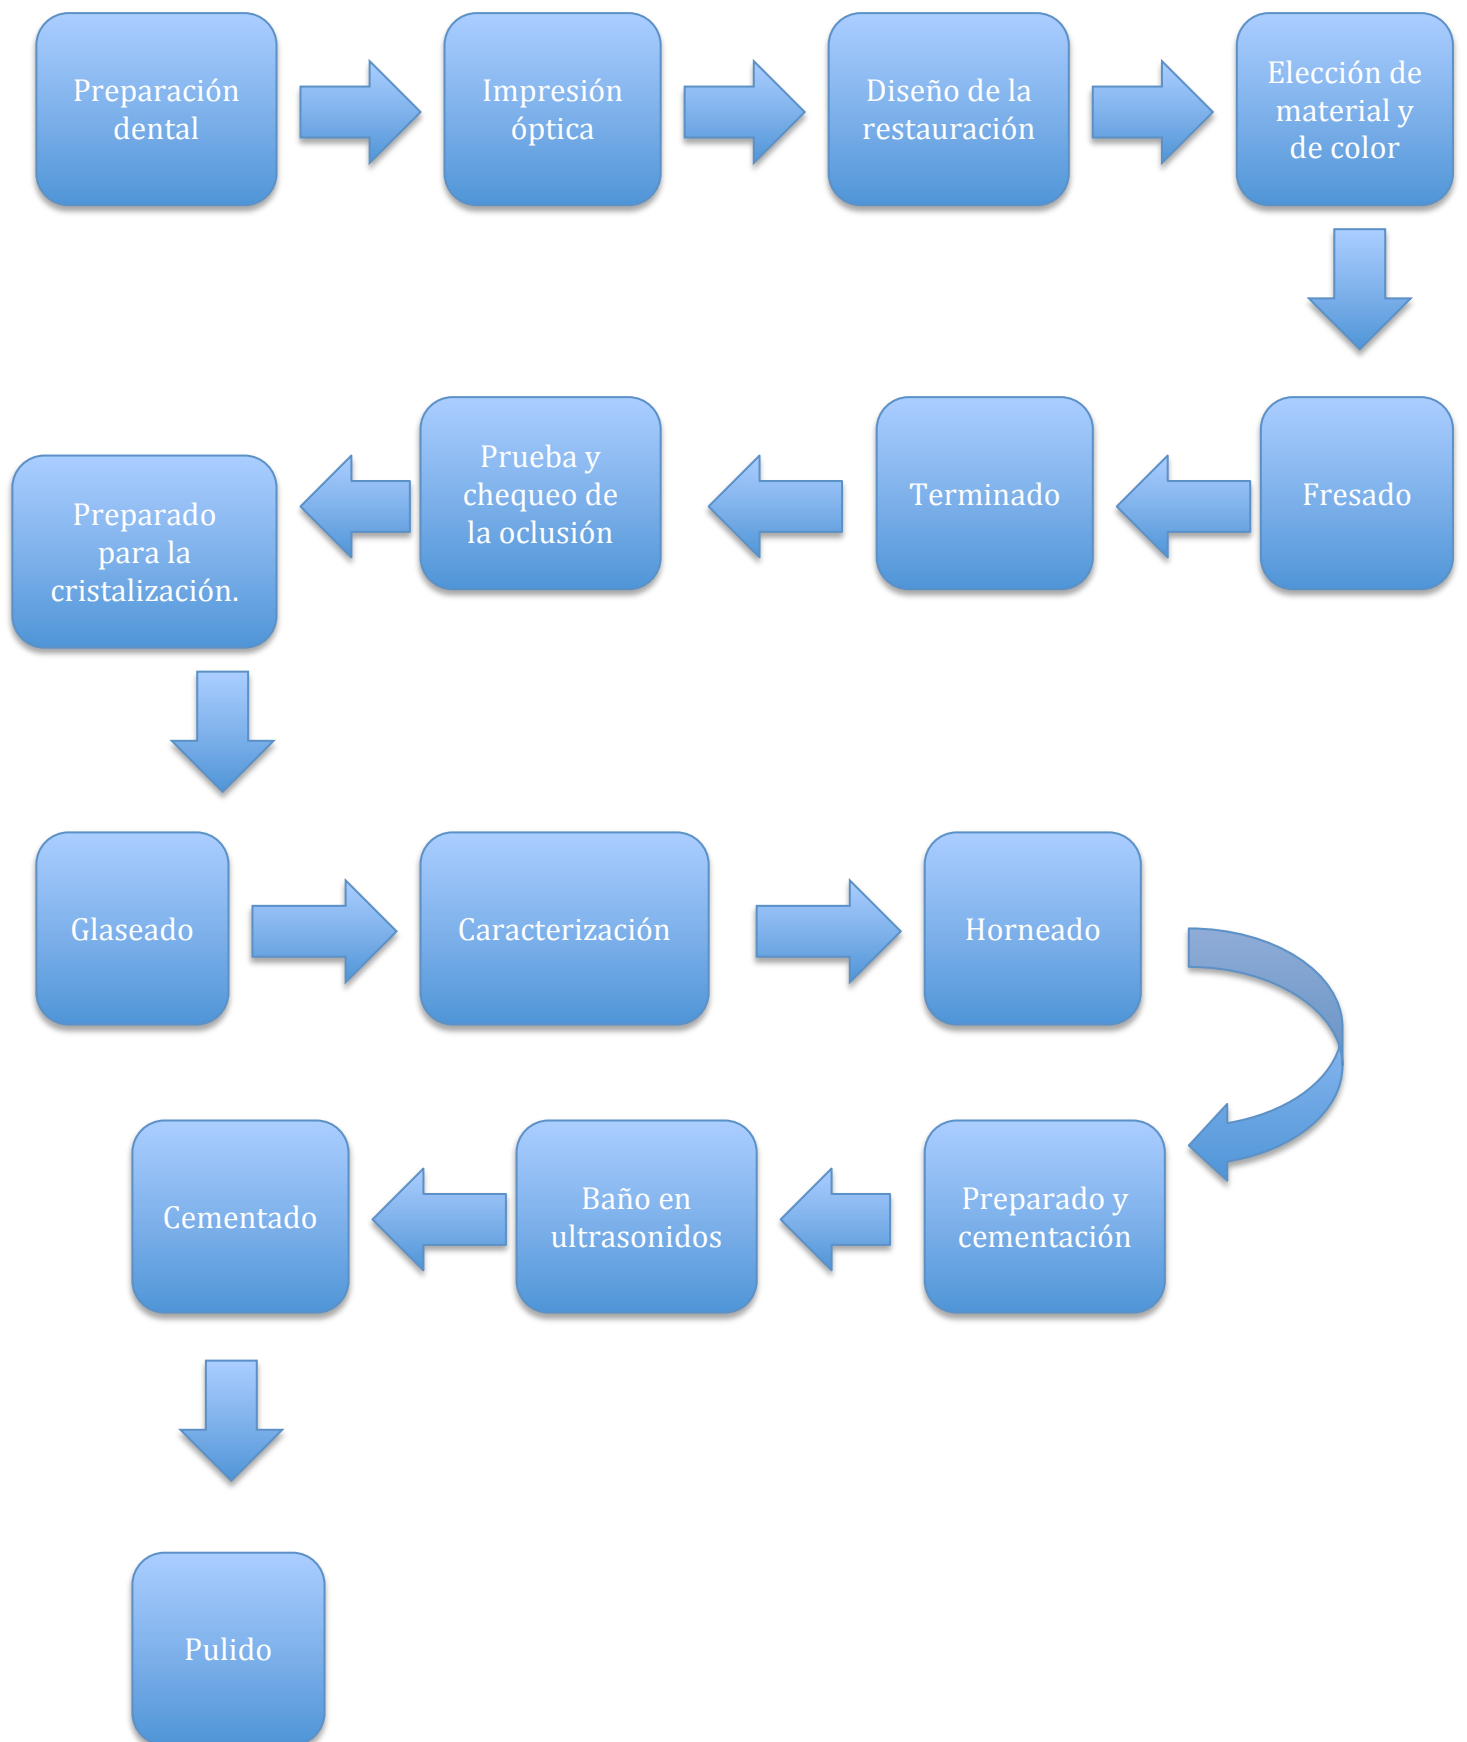 Preparación
dental
Impresión
óptica
Diseño de la
restauración
Elección de
material y
de color
Fresado
Terminado
Prueba y
chequeo de
la oclusión
Preparado
para la
cristalización.
Glaseado
Caracterización
Horneado
Preparado y
cementación
Baño en
ultrasonidos
Cementado
Pulido